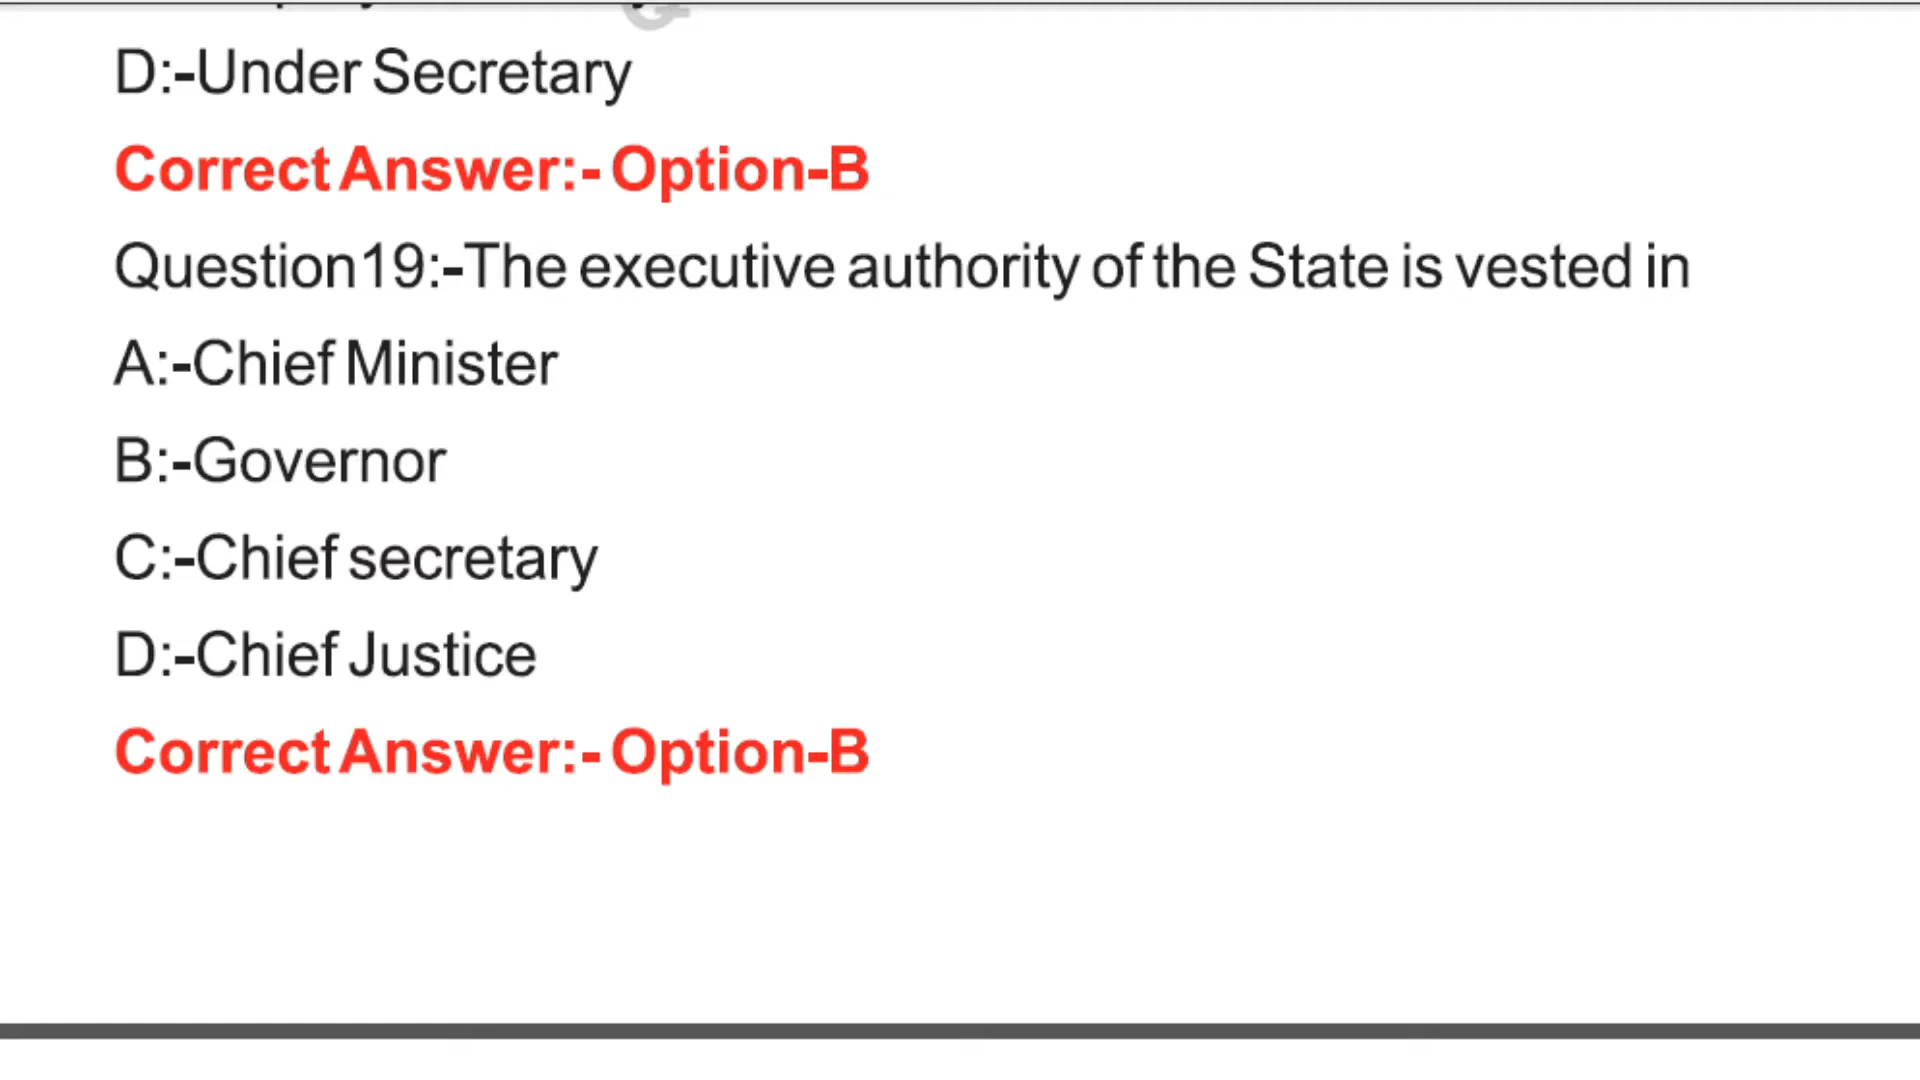 D:-Under Secretary
Correct Answer:- Option-B
Question19:-The executive authority of the State is vested in
A:-Chief Minister
B:-Governor
C:-Chief secretary
D:-Chief Justice
Correct Answer:- Option-B